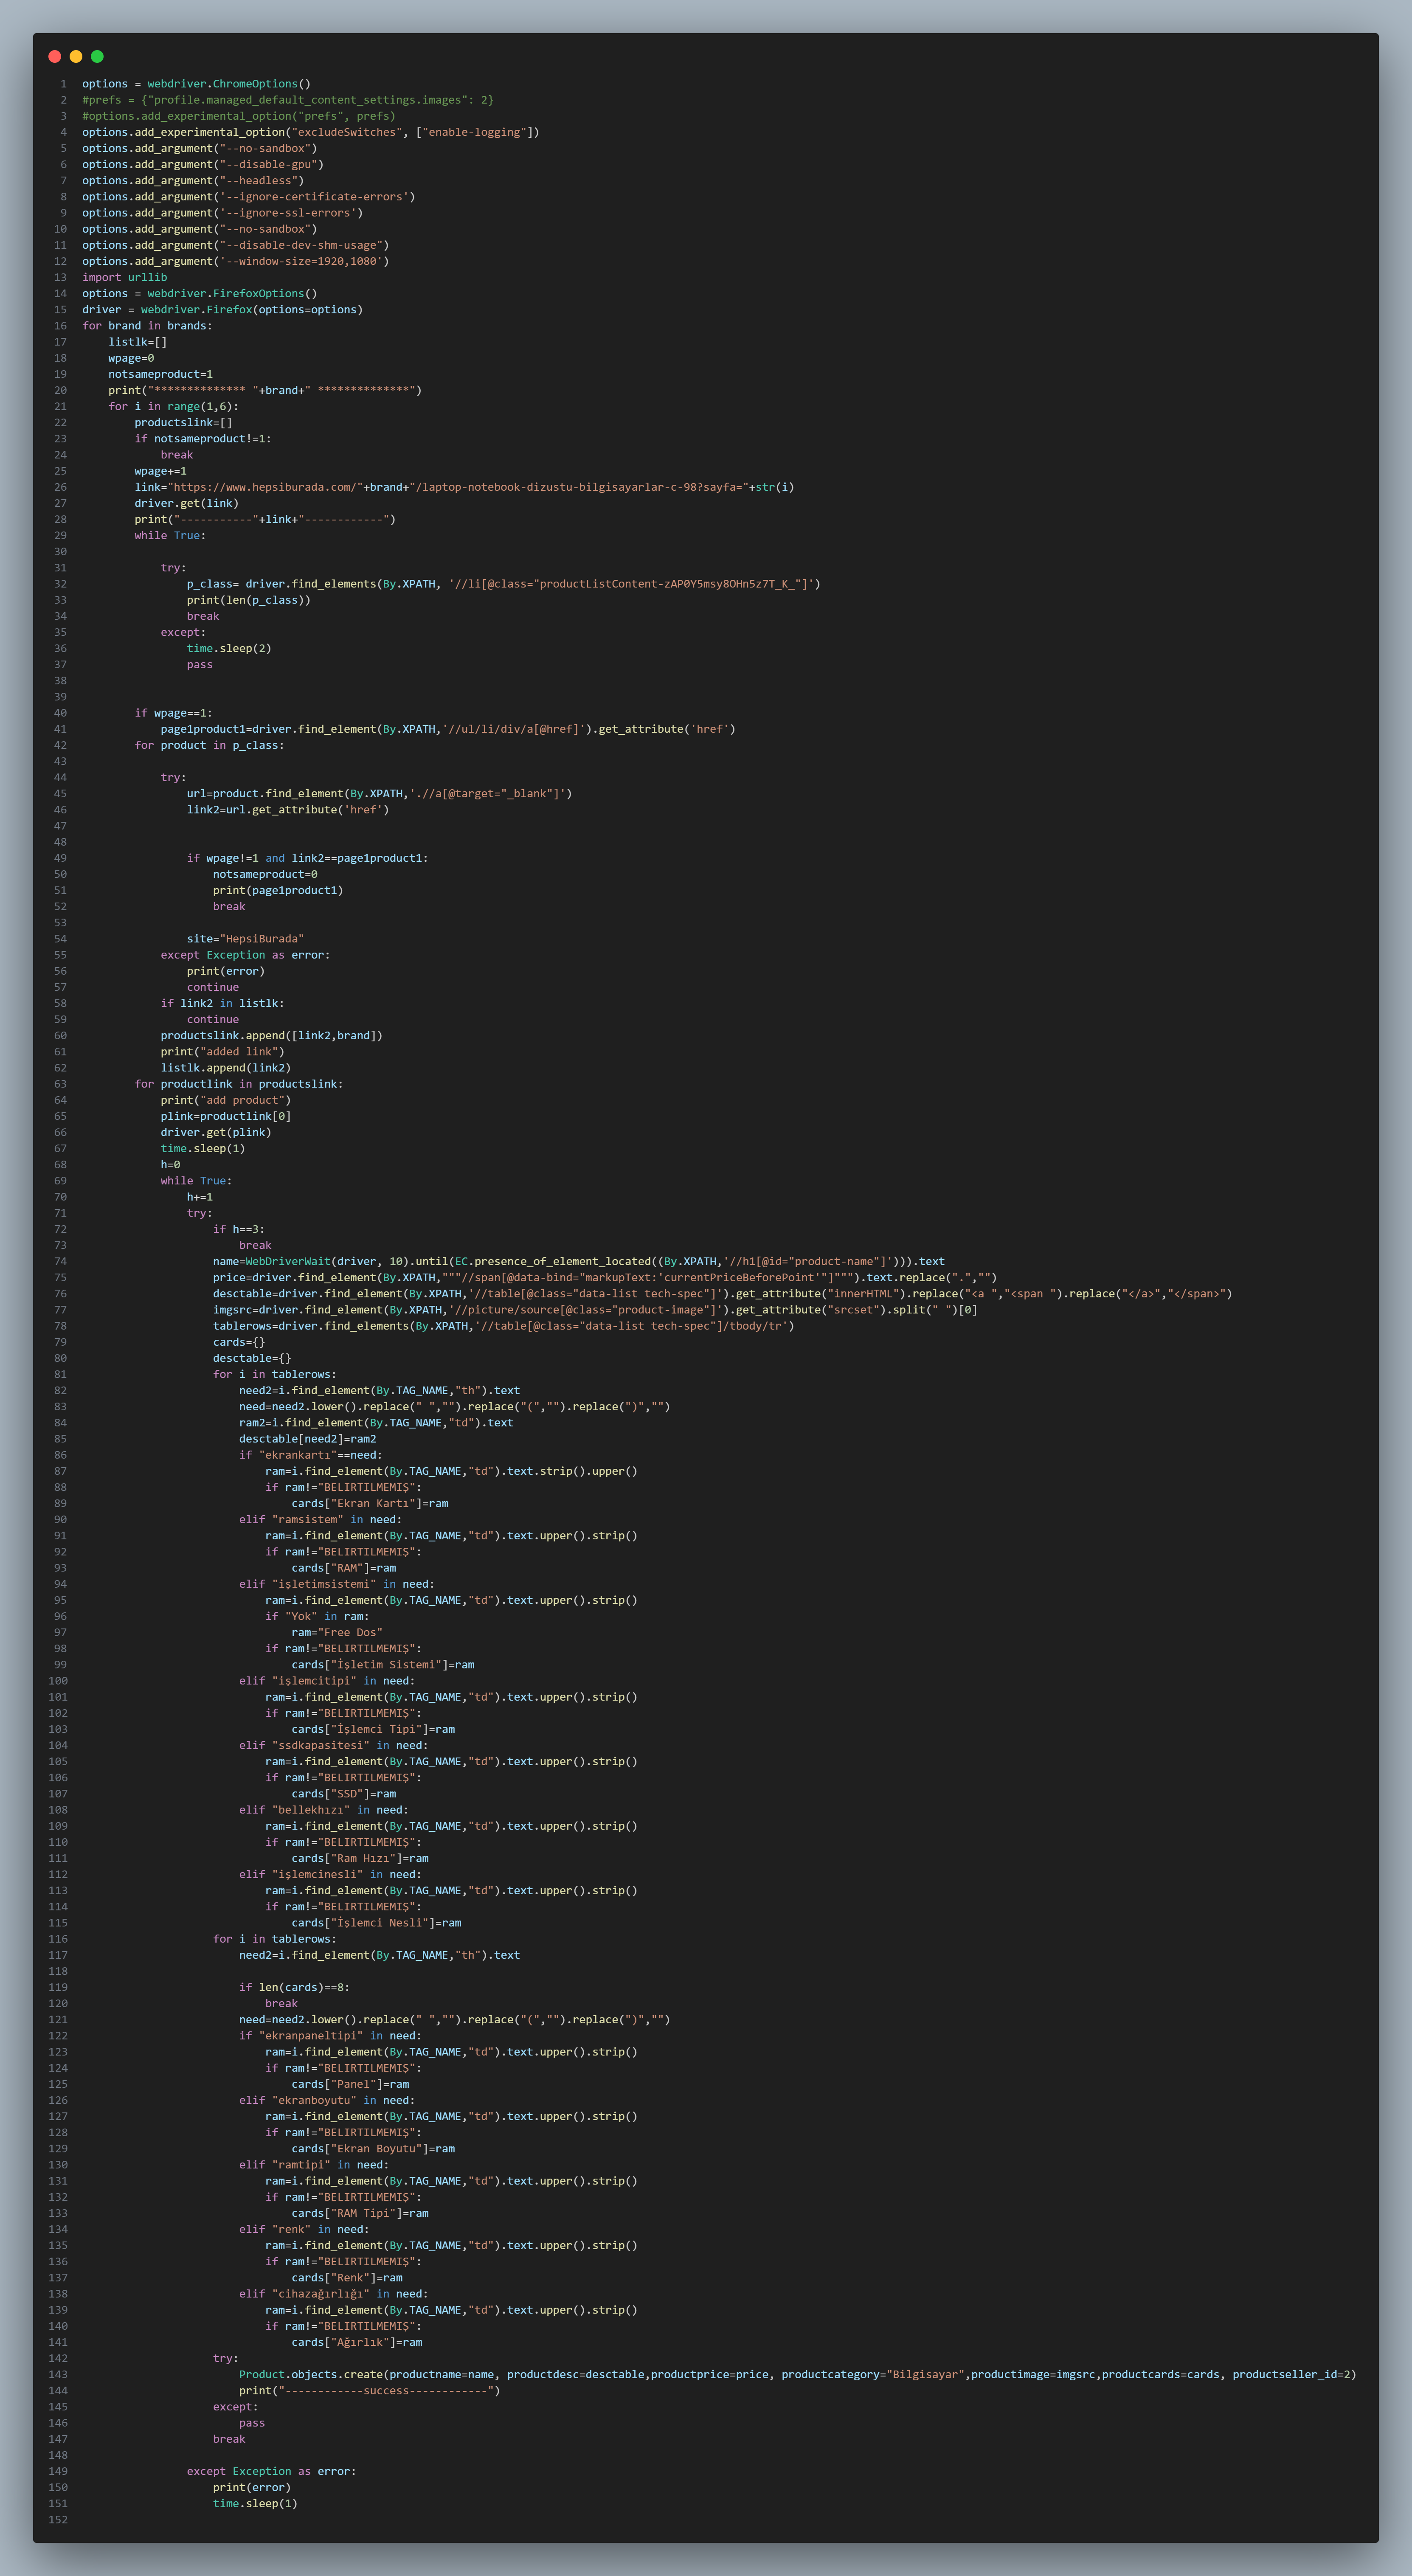 1 options = webdriver.ChromeOptions()
2 #prefs = {"profile.managed_default_content_settings.images": 2}
3 #options.add_experimental_option("prefs", prefs)
4 options.add_experimental_option("excludeSwitches", ["enable-logging"])
5 options.add_argument("--no-sandbox")
6 options.add_argument("--disable-gpu")
7 options.add_argument("--headless")
8 options.add_argument('--ignore-certificate-errors')
9 options.add_argument('--ignore-ssl-errors')
10 options.add_argument("--no-sandbox")
11 options.add_argument("--disable-dev-shm-usage")
12 options.add_argument('--window-size=1920,1080')
13 import urllib
14 options = webdriver.FirefoxOptions()
15 driver = webdriver.Firefox(options=options)
16 for brand in brands:
17     listlk=[]
18     wpage=0
19     notsameproduct=1
20     print("************** "+brand+" **************")
21     for i in range(1,6):
22         productslink=[]
23         if notsameproduct!=1:
24             break
25         wpage+=1
26         link="https://www.hepsiburada.com/"+brand+"/laptop-notebook-dizustu-bilgisayarlar-c-98?sayfa="+str(i)
27         driver.get(link)
28         print("-----------"+link+"------------")
29         while True:
30
31             try:
32                 p_class= driver.find_elements(By.XPATH, '//li[@class="productListContent-zAP0Y5msy8OHn5z7T_K_"]')
33                 print(len(p_class))
34                 break
35             except:
36                 time.sleep(2)
37                 pass
38
39
40         if wpage==1:
41             page1product1=driver.find_element(By.XPATH,'//ul/li/div/a[@href]').get_attribute('href')
42         for product in p_class:
43
44             try:
45                 url=product.find_element(By.XPATH,'.//a[@target="_blank"]')
46                 link2=url.get_attribute('href')
47
48
49                 if wpage!=1 and link2==page1product1:
50                     notsameproduct=0
51                     print(page1product1)
52                     break
53
54                 site="HepsiBurada"
55             except Exception as error:
56                 print(error)
57                 continue
58             if link2 in listlk:
59                 continue
60             productslink.append([link2,brand])
61             print("added link")
62             listlk.append(link2)
63         for productlink in productslink:
64             print("add product")
65             plink=productlink[0]
66             driver.get(plink)
67             time.sleep(1)
68             h=0
69             while True:
70                 h+=1
71                 try:
72                     if h==3:
73                         break
74                     name=WebDriverWait(driver, 10).until(EC.presence_of_element_located((By.XPATH,'//h1[@id="product-name"]'))).text
75                     price=driver.find_element(By.XPATH,"""//span[@data-bind="markupText:'currentPriceBeforePoint'"]""").text.replace(".","")
76                     desctable=driver.find_element(By.XPATH,'//table[@class="data-list tech-spec"]').get_attribute("innerHTML").replace("<a ","<span ").replace("</a>","</span>")
77                     imgsrc=driver.find_element(By.XPATH,'//picture/source[@class="product-image"]').get_attribute("srcset").split(" ")[0]
78                     tablerows=driver.find_elements(By.XPATH,'//table[@class="data-list tech-spec"]/tbody/tr')
79                     cards={}
80                     desctable={}
81                     for i in tablerows:
82                         need2=i.find_element(By.TAG_NAME,"th").text
83                         need=need2.lower().replace(" ","").replace("(","").replace(")","")
84                         ram2=i.find_element(By.TAG_NAME,"td").text
85                         desctable[need2]=ram2
86                         if "ekrankartı"==need:
87                             ram=i.find_element(By.TAG_NAME,"td").text.strip().upper()
88                             if ram!="BELIRTILMEMIŞ":
89                                 cards["Ekran Kartı"]=ram
90                         elif "ramsistem" in need:
91                             ram=i.find_element(By.TAG_NAME,"td").text.upper().strip()
92                             if ram!="BELIRTILMEMIŞ":
93                                 cards["RAM"]=ram
94                         elif "işletimsistemi" in need:
95                             ram=i.find_element(By.TAG_NAME,"td").text.upper().strip()
96                             if "Yok" in ram:
97                                 ram="Free Dos"
98                             if ram!="BELIRTILMEMIŞ":
99                                 cards["İşletim Sistemi"]=ram
100                         elif "işlemcitipi" in need:
101                             ram=i.find_element(By.TAG_NAME,"td").text.upper().strip()
102                             if ram!="BELIRTILMEMIŞ":
103                                 cards["İşlemci Tipi"]=ram
104                         elif "ssdkapasitesi" in need:
105                             ram=i.find_element(By.TAG_NAME,"td").text.upper().strip()
106                             if ram!="BELIRTILMEMIŞ":
107                                 cards["SSD"]=ram
108                         elif "bellekhızı" in need:
109                             ram=i.find_element(By.TAG_NAME,"td").text.upper().strip()
110                             if ram!="BELIRTILMEMIŞ":
111                                 cards["Ram Hızı"]=ram
112                         elif "işlemcinesli" in need:
113                             ram=i.find_element(By.TAG_NAME,"td").text.upper().strip()
114                             if ram!="BELIRTILMEMIŞ":
115                                 cards["İşlemci Nesli"]=ram
116                     for i in tablerows:
117                         need2=i.find_element(By.TAG_NAME,"th").text
118
119                         if len(cards)==8:
120                             break
121                         need=need2.lower().replace(" ","").replace("(","").replace(")","")
122                         if "ekranpaneltipi" in need:
123                             ram=i.find_element(By.TAG_NAME,"td").text.upper().strip()
124                             if ram!="BELIRTILMEMIŞ":
125                                 cards["Panel"]=ram
126                         elif "ekranboyutu" in need:
127                             ram=i.find_element(By.TAG_NAME,"td").text.upper().strip()
128                             if ram!="BELIRTILMEMIŞ":
129                                 cards["Ekran Boyutu"]=ram
130                         elif "ramtipi" in need:
131                             ram=i.find_element(By.TAG_NAME,"td").text.upper().strip()
132                             if ram!="BELIRTILMEMIŞ":
133                                 cards["RAM Tipi"]=ram
134                         elif "renk" in need:
135                             ram=i.find_element(By.TAG_NAME,"td").text.upper().strip()
136                             if ram!="BELIRTILMEMIŞ":
137                                 cards["Renk"]=ram
138                         elif "cihazağırlığı" in need:
139                             ram=i.find_element(By.TAG_NAME,"td").text.upper().strip()
140                             if ram!="BELIRTILMEMIŞ":
141                                 cards["Ağırlık"]=ram
142                     try:
143                         Product.objects.create(productname=name, productdesc=desctable,productprice=price, productcategory="Bilgisayar",productimage=imgsrc,productcards=cards, productseller_id=2)
144                         print("------------success------------")
145                     except:
146                         pass
147                     break
148
149                 except Exception as error:
150                     print(error)
151                     time.sleep(1)
152